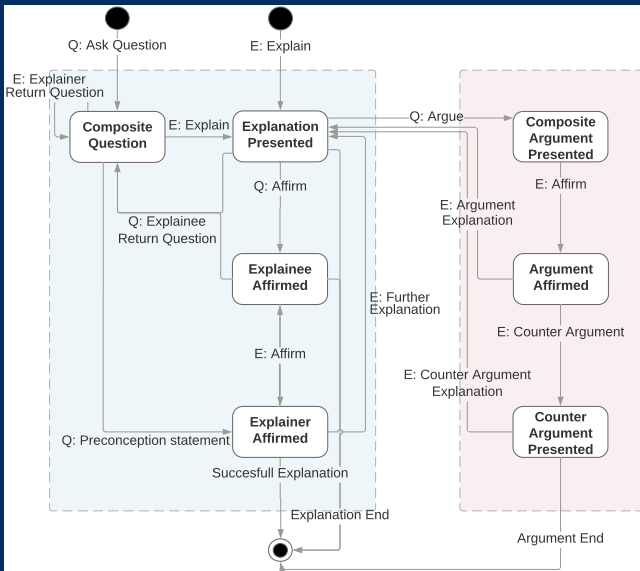 Q: Ask Question
E: Explain
E: Explainer
Return Question
Composite
Question
E: Explain
Explanation
Presented
Q: Argue
Composite
Argument
Presented
Q: Affirm
E: Affirm
E: Argument
Explanation
Q: Explainee
Return Question
Explainee
Affirmed
Argument
Affirmed
E: Further
Explanation
E: Counter Argument
E: Affirm
E: Counter Argument
Explanation
Explainer
Affirmed
Counter
Argument
Presented
Q: Preconception statement
Succesfull Explanation
Explanation End
Argument End